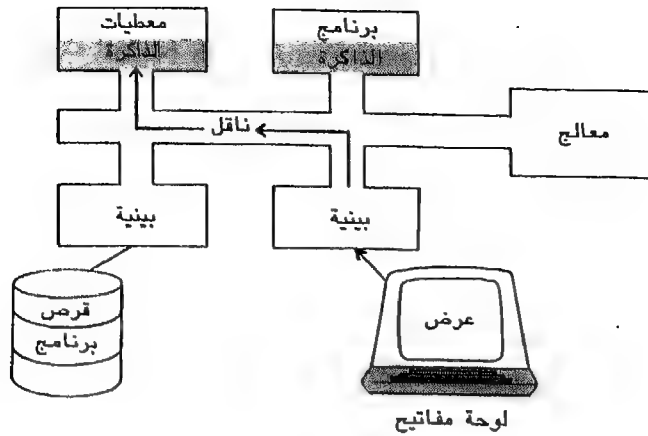 برنامج
الذاكرة
معطيات
الذاكرة
معالج
ناقل
بينية
بينية
قرص
برنامج
عرض
لوحة مفاتيح